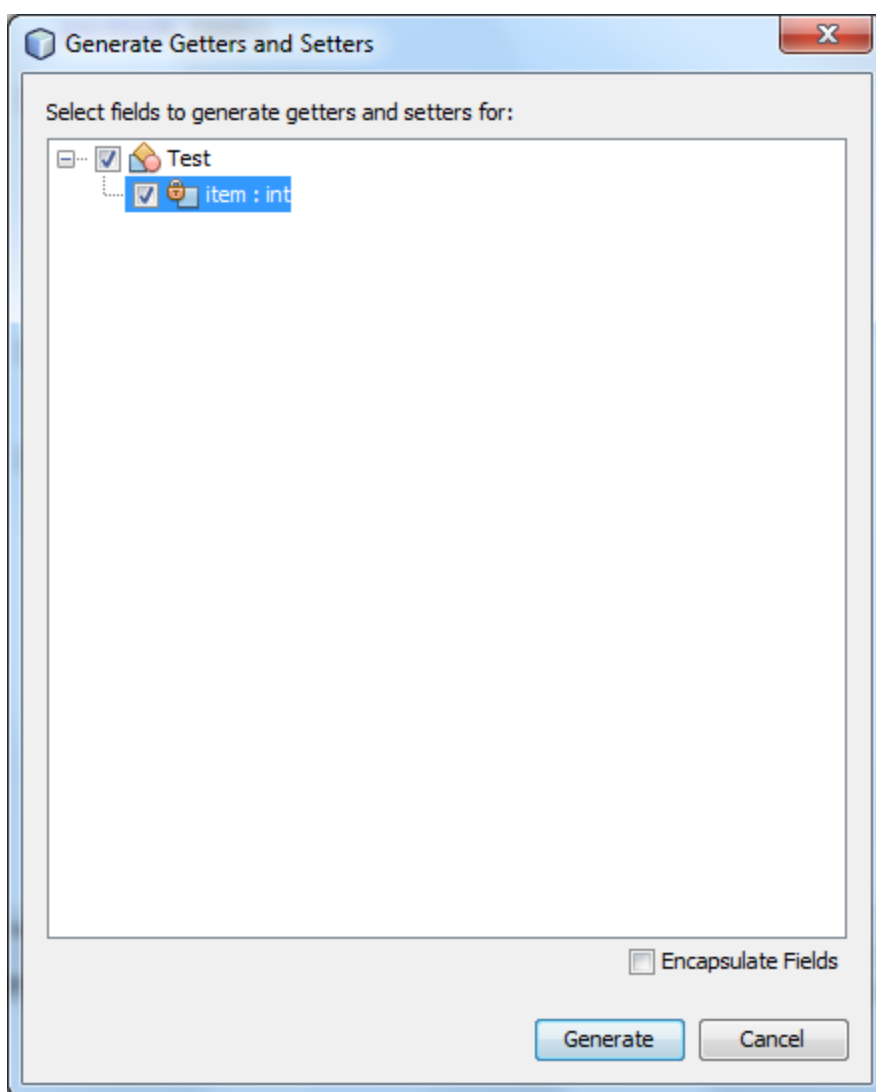 Generate Getters and Setters
Select fields to generate getters and setters for:
Test
item : int
Encapsulate Fields
Generate Cancel